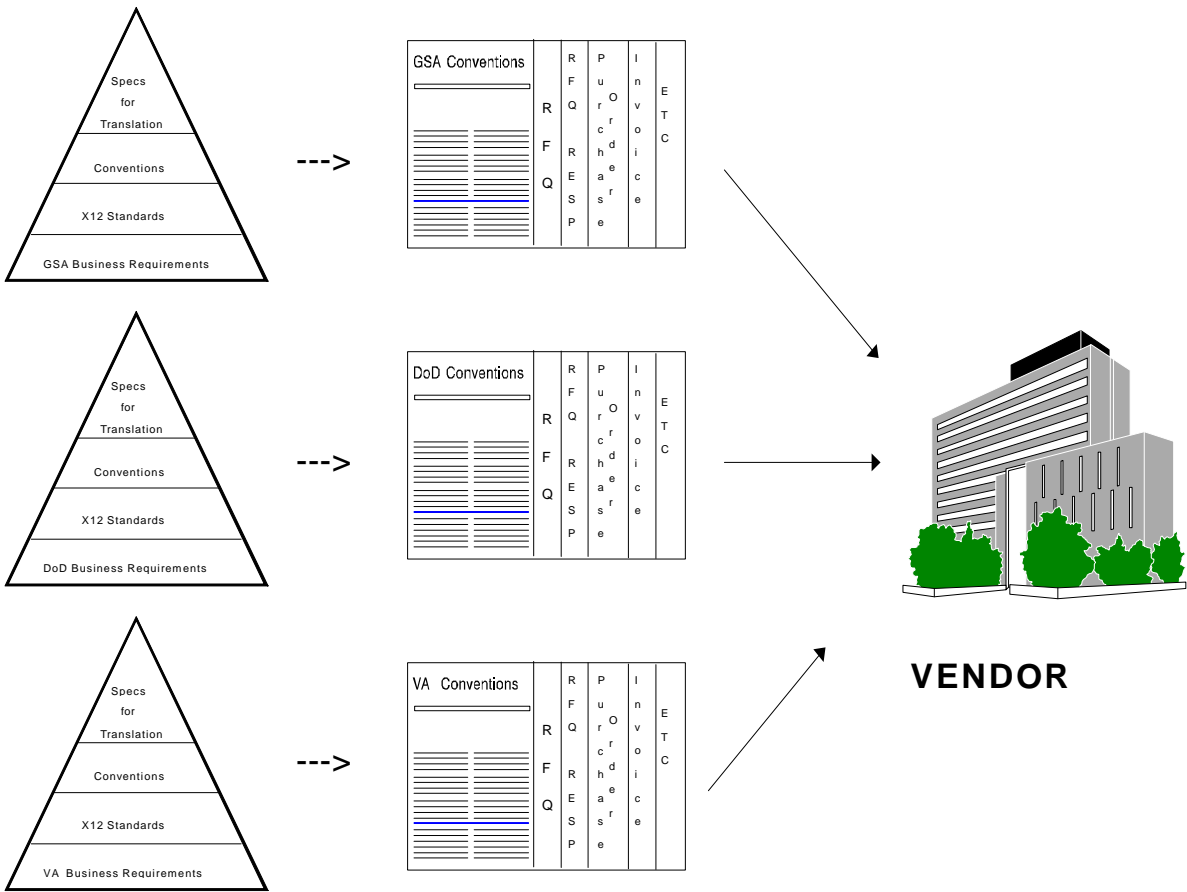 Specs
for
Translation
Conventions
X12 Standards
GSA Business Requirements
--->
GSA Conventions
RFQ
RFQ RESP
Purchase Order
Invoice
ETC
Specs
for
Translation
Conventions
X12 Standards
DoD Business Requirements
--->
DoD Conventions
RFQ
RFQ RESP
Purchase Order
Invoice
ETC
Specs
for
Translation
Conventions
X12 Standards
VA Business Requirements
--->
VA Conventions
RFQ
RFQ RESP
Purchase Order
Invoice
ETC
VENDOR